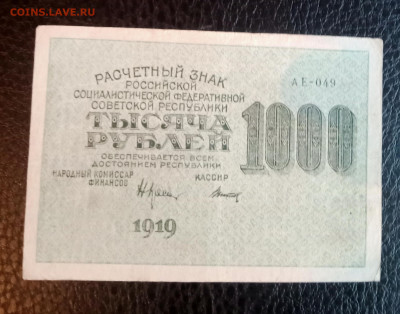 COINS.LAVE.RU
РАСЧЕТНЫЙ ЗНАК
РОССИЙСКОЙ
СОЦИАЛИСТИЧЕСКОЙ ФЕДЕРАТИВНОЙ
СОВЕТСКОЙ РЕСПУБЛИКИ
АЕ-049
ТЫСЯЧА
РУБЛЕЙ
1000
ОБЕСПЕЧИВАЕТСЯ ВСЕМ
ДОСТОЯНИЕМ РЕСПУБЛИКИ
НАРОДНЫЙ КОМИССАР
ФИНАНСОВ
КАССИР
1919